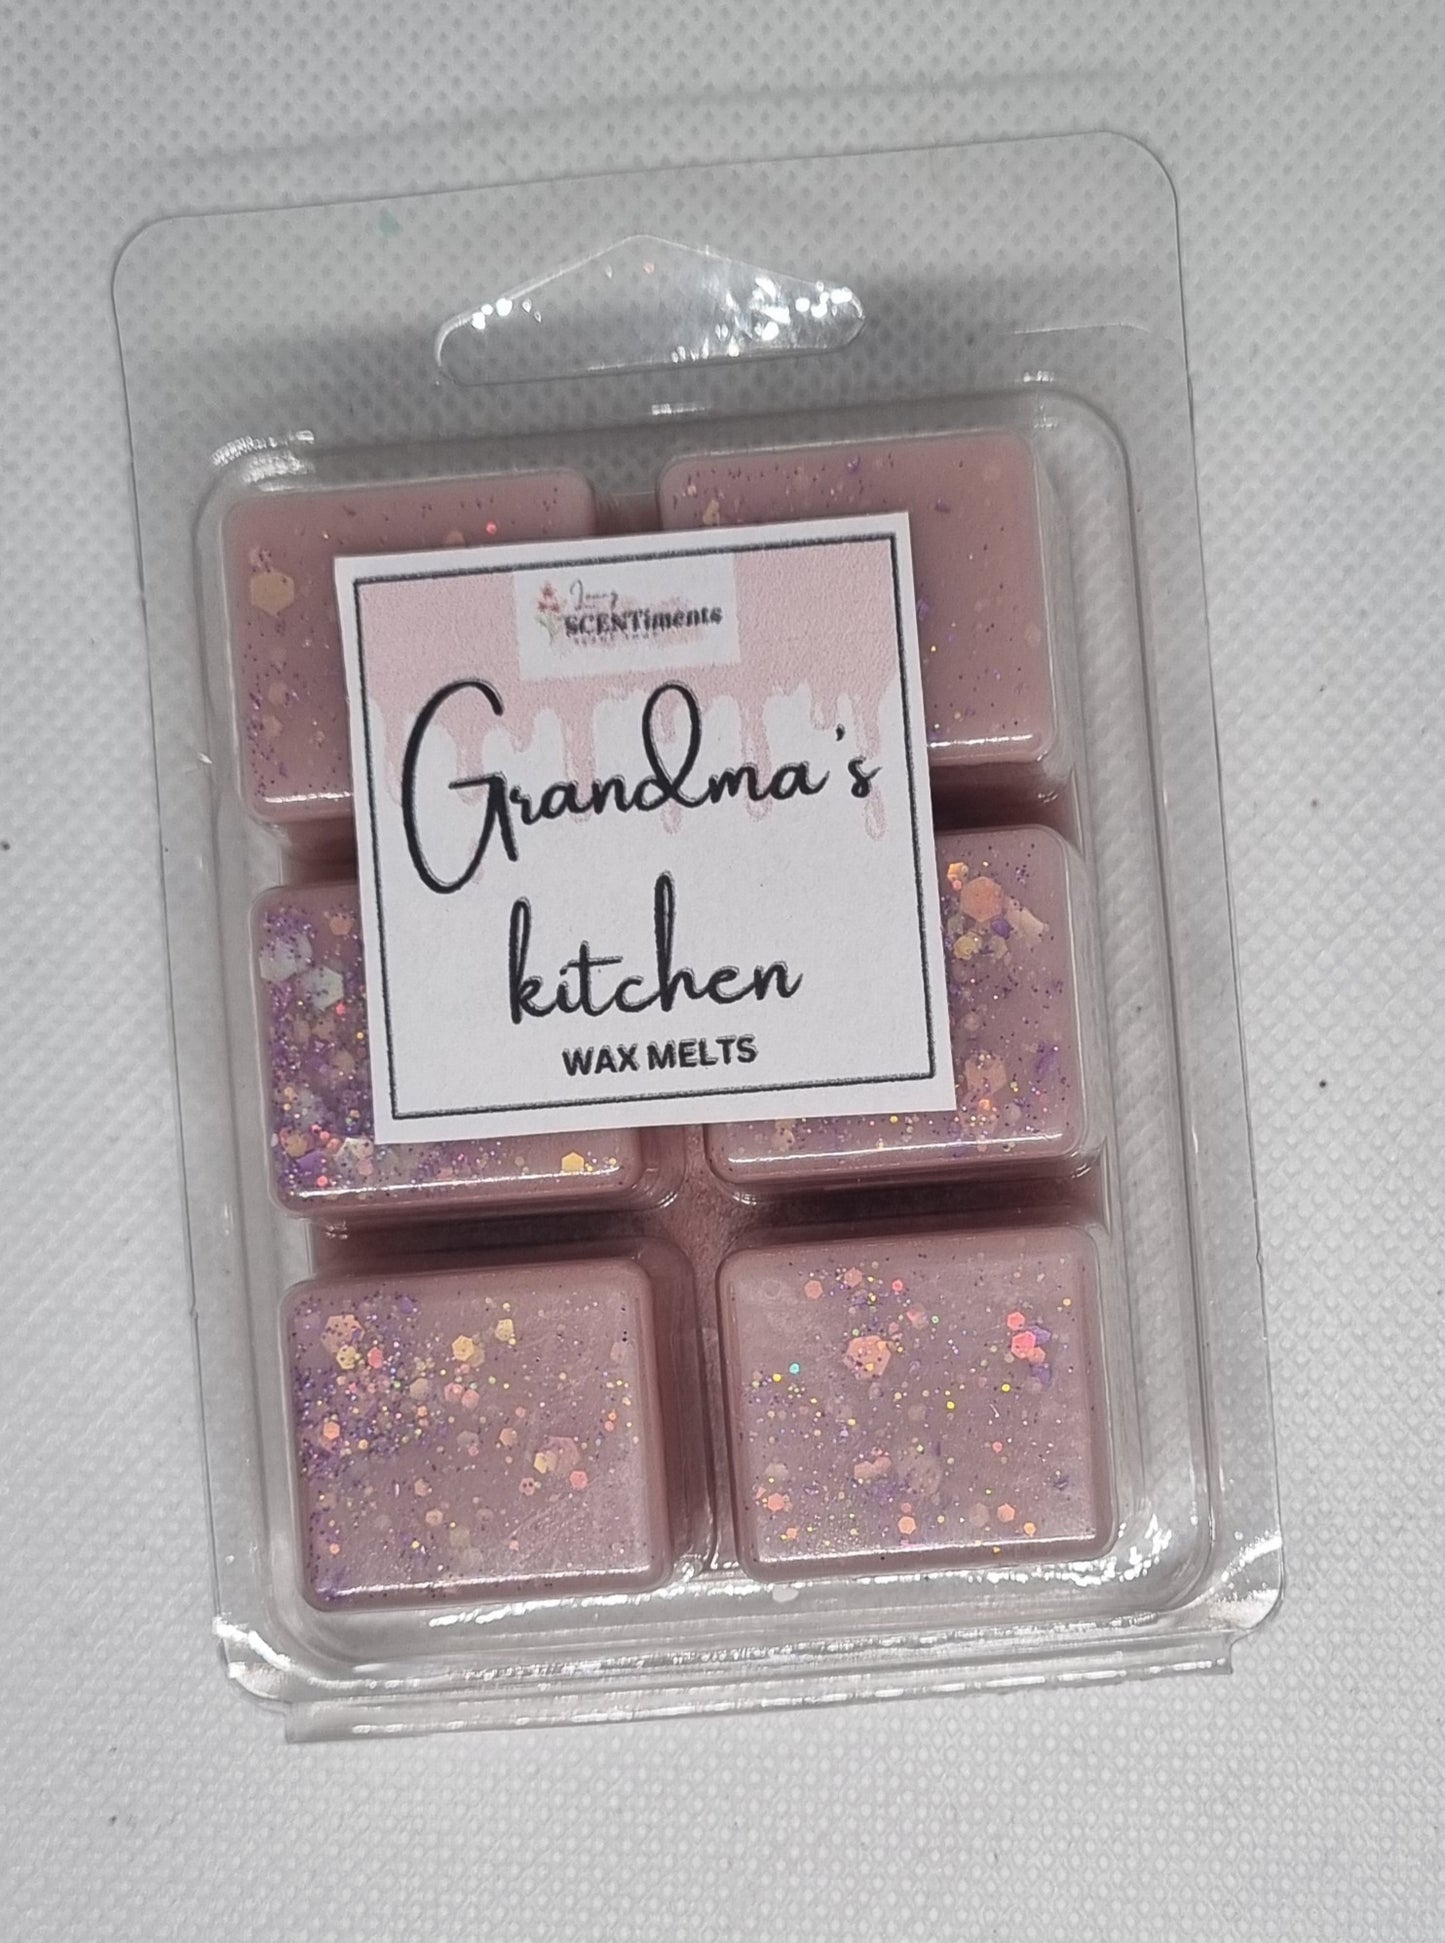 SCENTiments
Grandma's
kitchen
WAX MELTS